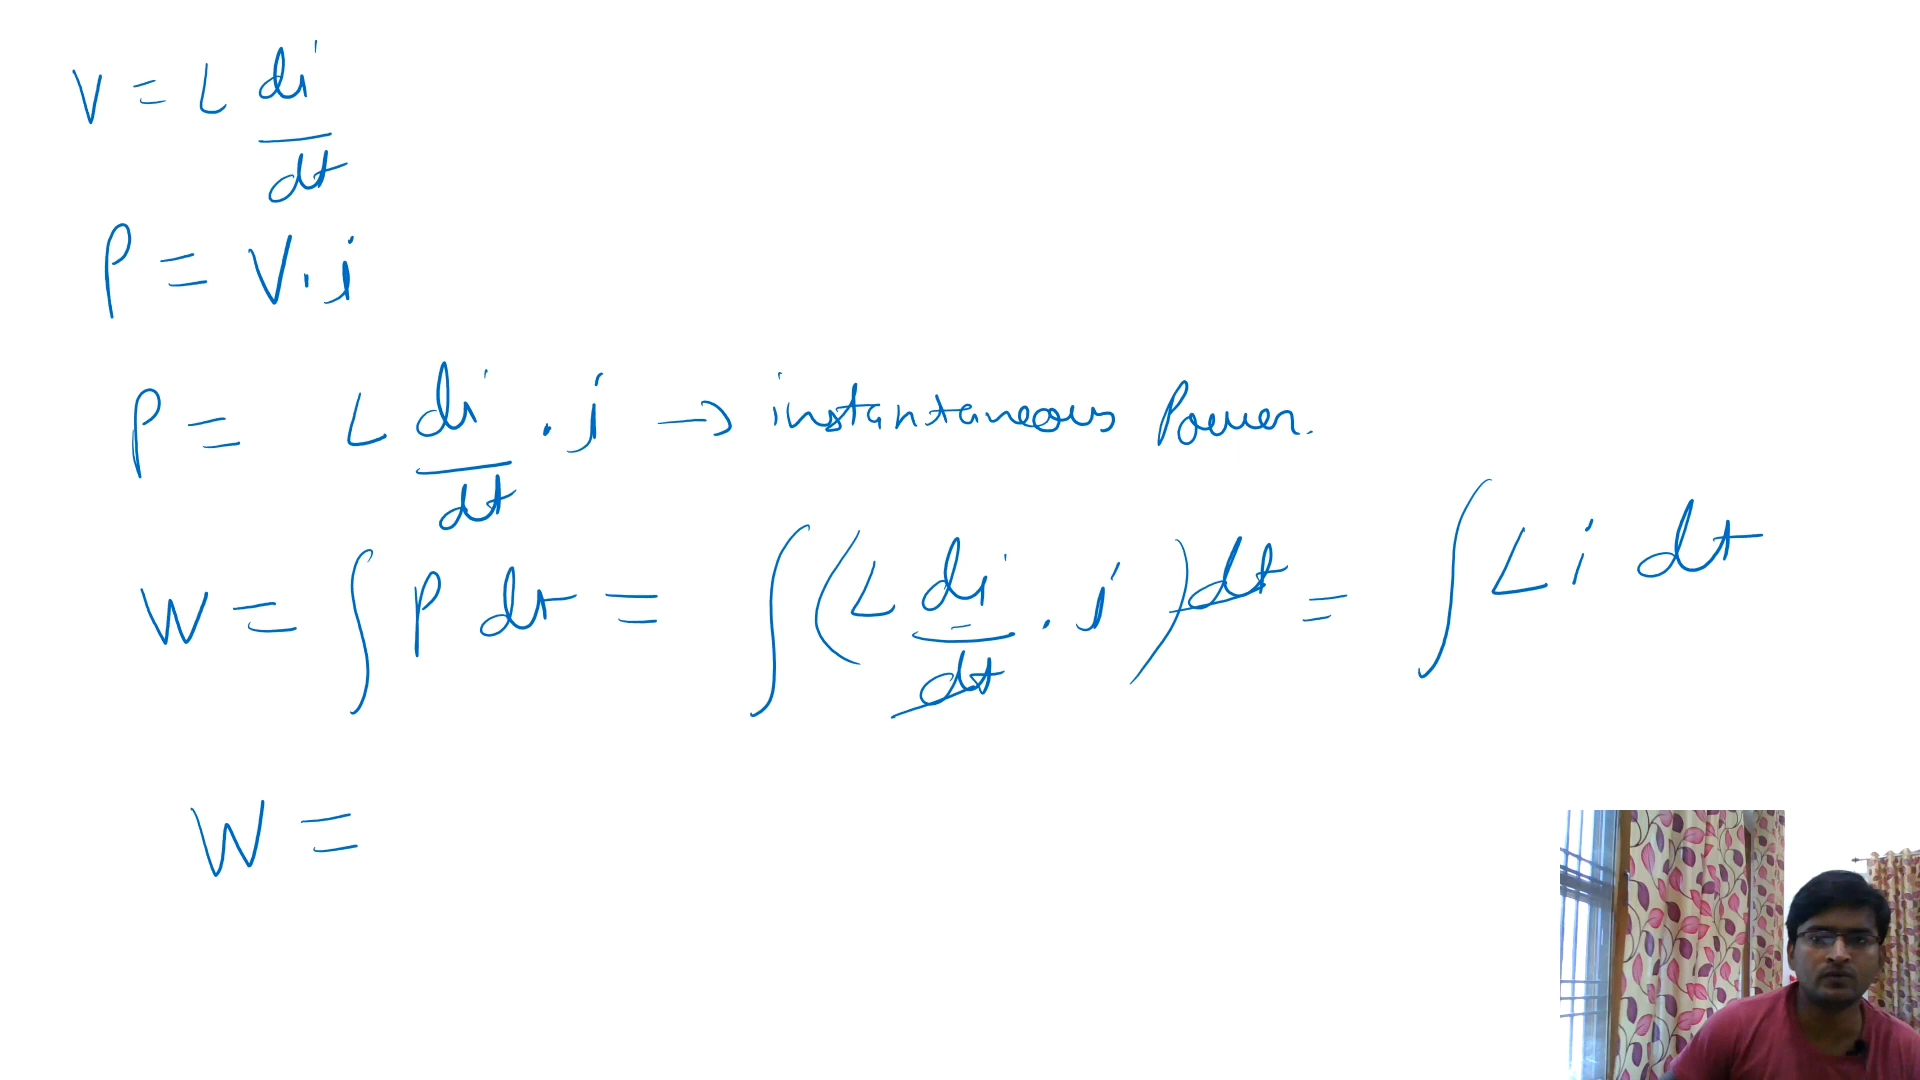 V = L di/dt
P = V . i
P = L di/dt . i → instantaneous Power.
W = ∫ P dt = ∫ ( L di/dt . i ) dt = ∫ L i dt
W =